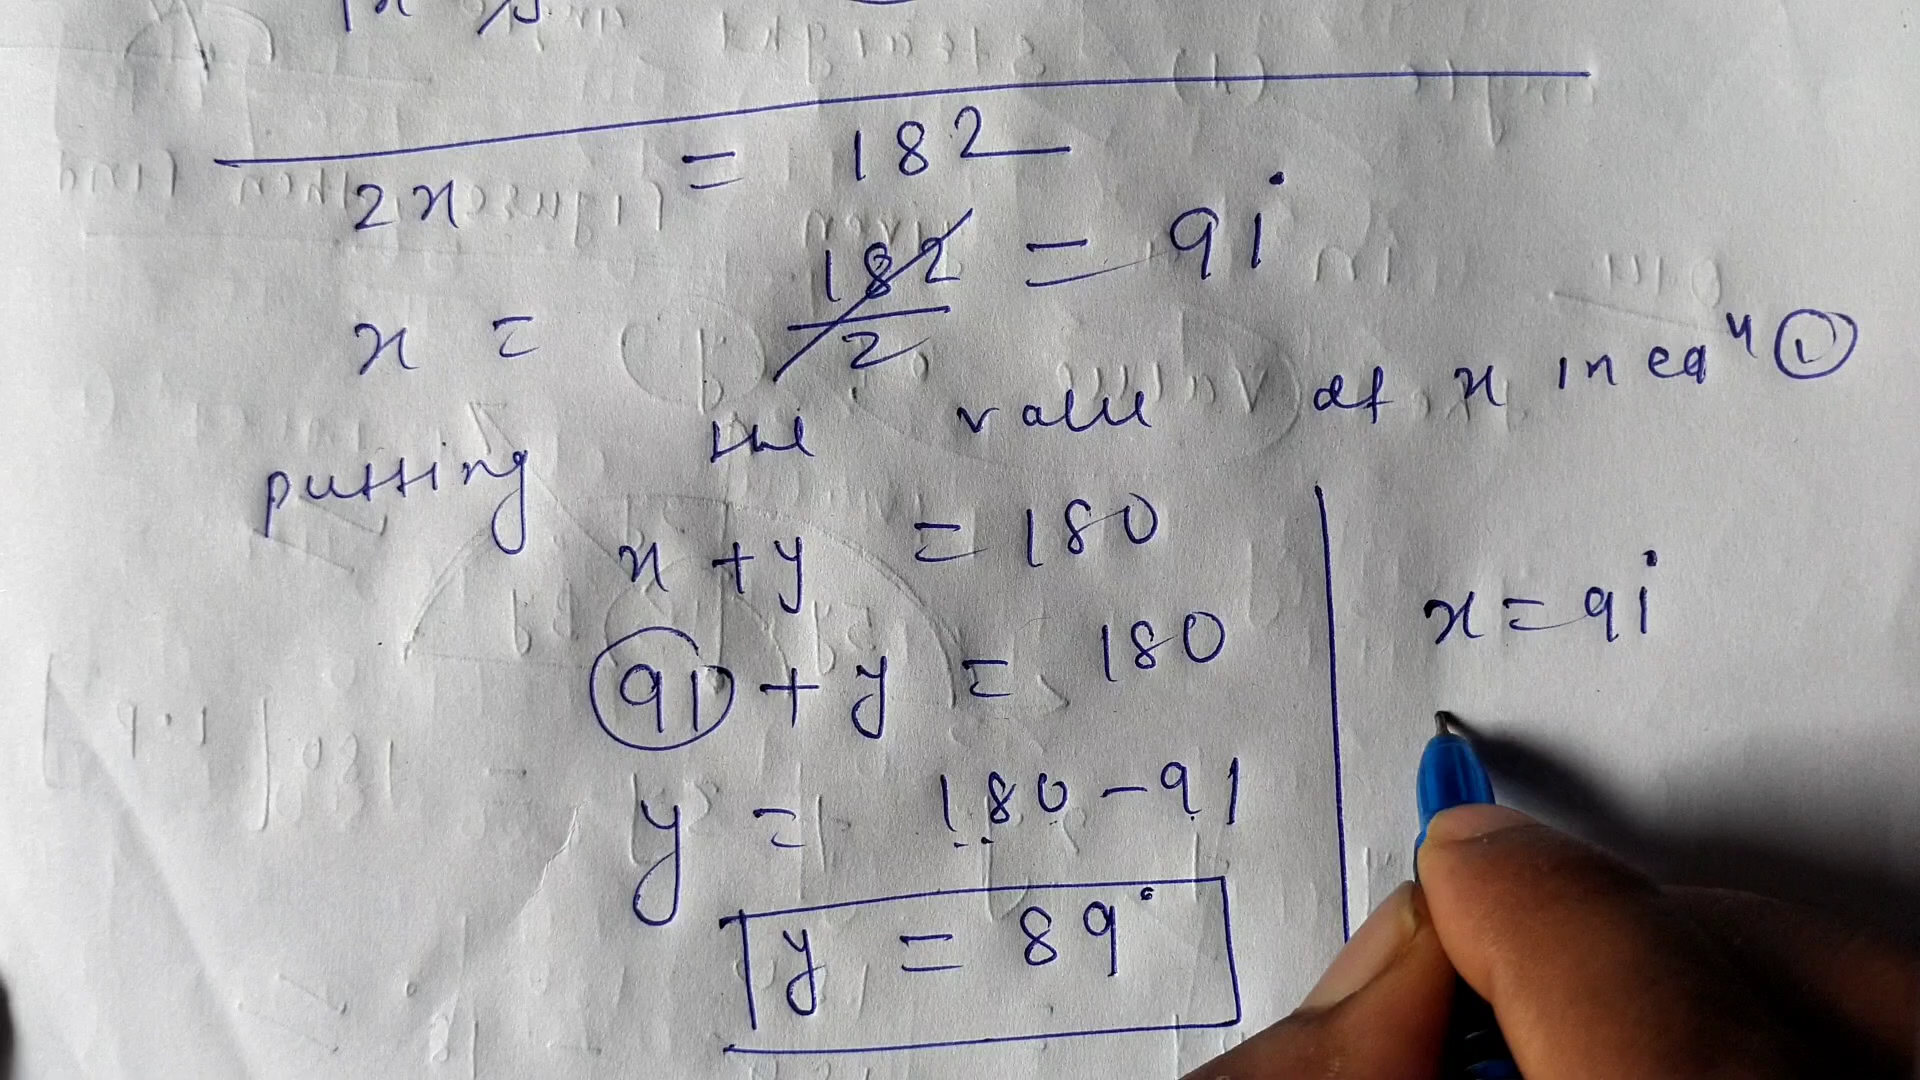 2x = 182
x = 182/2 = 91°
putting the value of x in eqⁿ ①
x + y = 180
91 + y = 180
y = 180 - 91
y = 89°
x = 91°